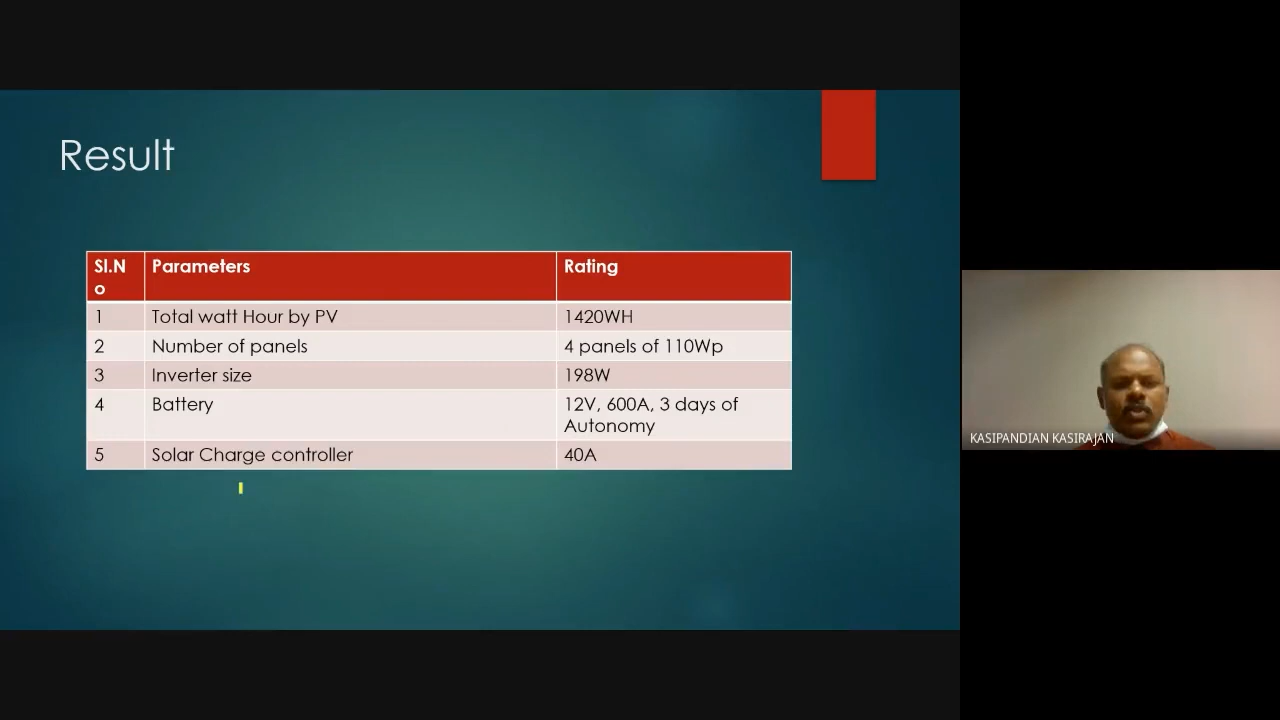 Result
Sl.N
o
Parameters
Rating
1
Total watt Hour by PV
1420WH
2
Number of panels
4 panels of 110Wp
3
Inverter size
198W
4
Battery
12V, 600A, 3 days of
Autonomy
5
Solar Charge controller
40A
KASIPANDIAN KASIRAJAN